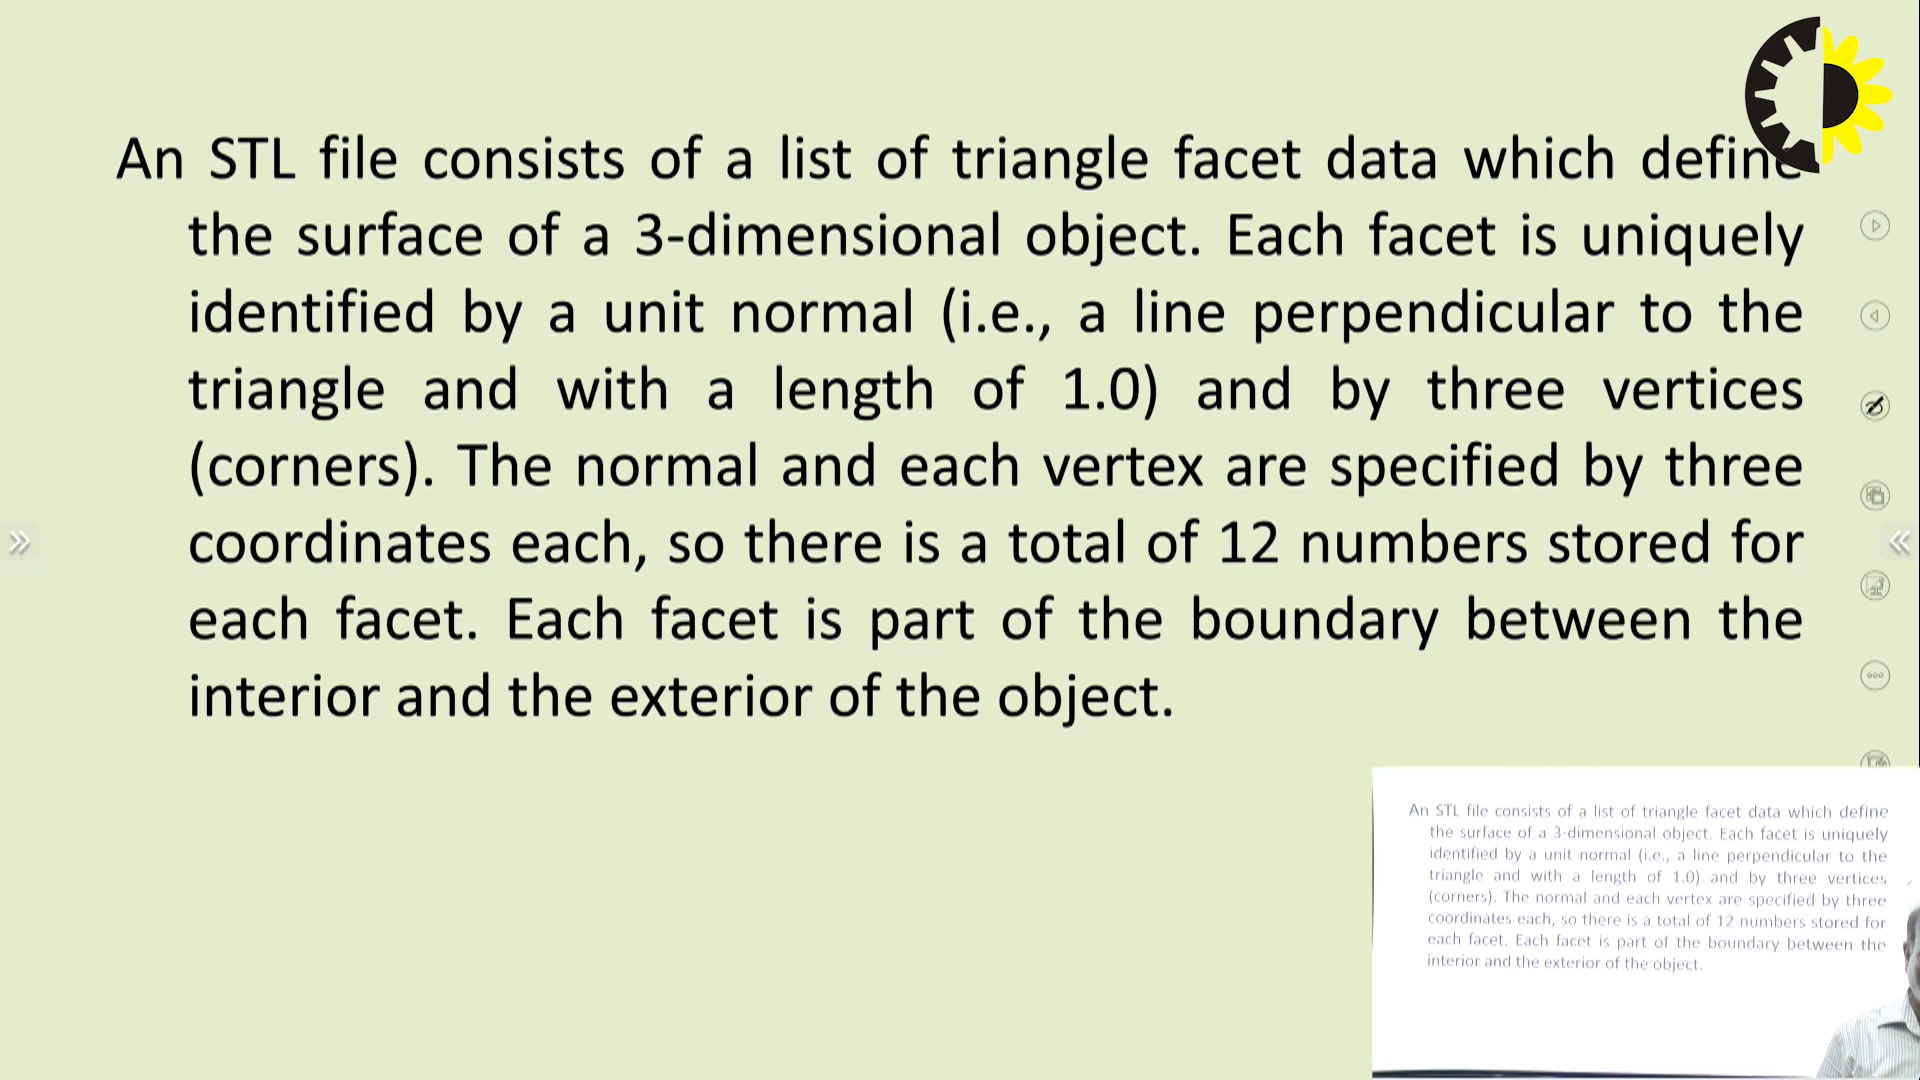 An STL file consists of a list of triangle facet data which define
the surface of a 3-dimensional object. Each facet is uniquely
identified by a unit normal (i.e., a line perpendicular to the
triangle and with a length of 1.0) and by three vertices
(corners). The normal and each vertex are specified by three
coordinates each, so there is a total of 12 numbers stored for
each facet. Each facet is part of the boundary between the
interior and the exterior of the object.
An STL file consists of a list of triangle facet data which define
the surface of a 3-dimensional object. Each facet is uniquely
identified by a unit normal (i.e., a line perpendicular to the
triangle and with a length of 1.0) and by three vertices
(corners). The normal and each vertex are specified by three
coordinates each, so there is a total of 12 numbers stored for
each facet. Each facet is part of the boundary between the
interior and the exterior of the object.